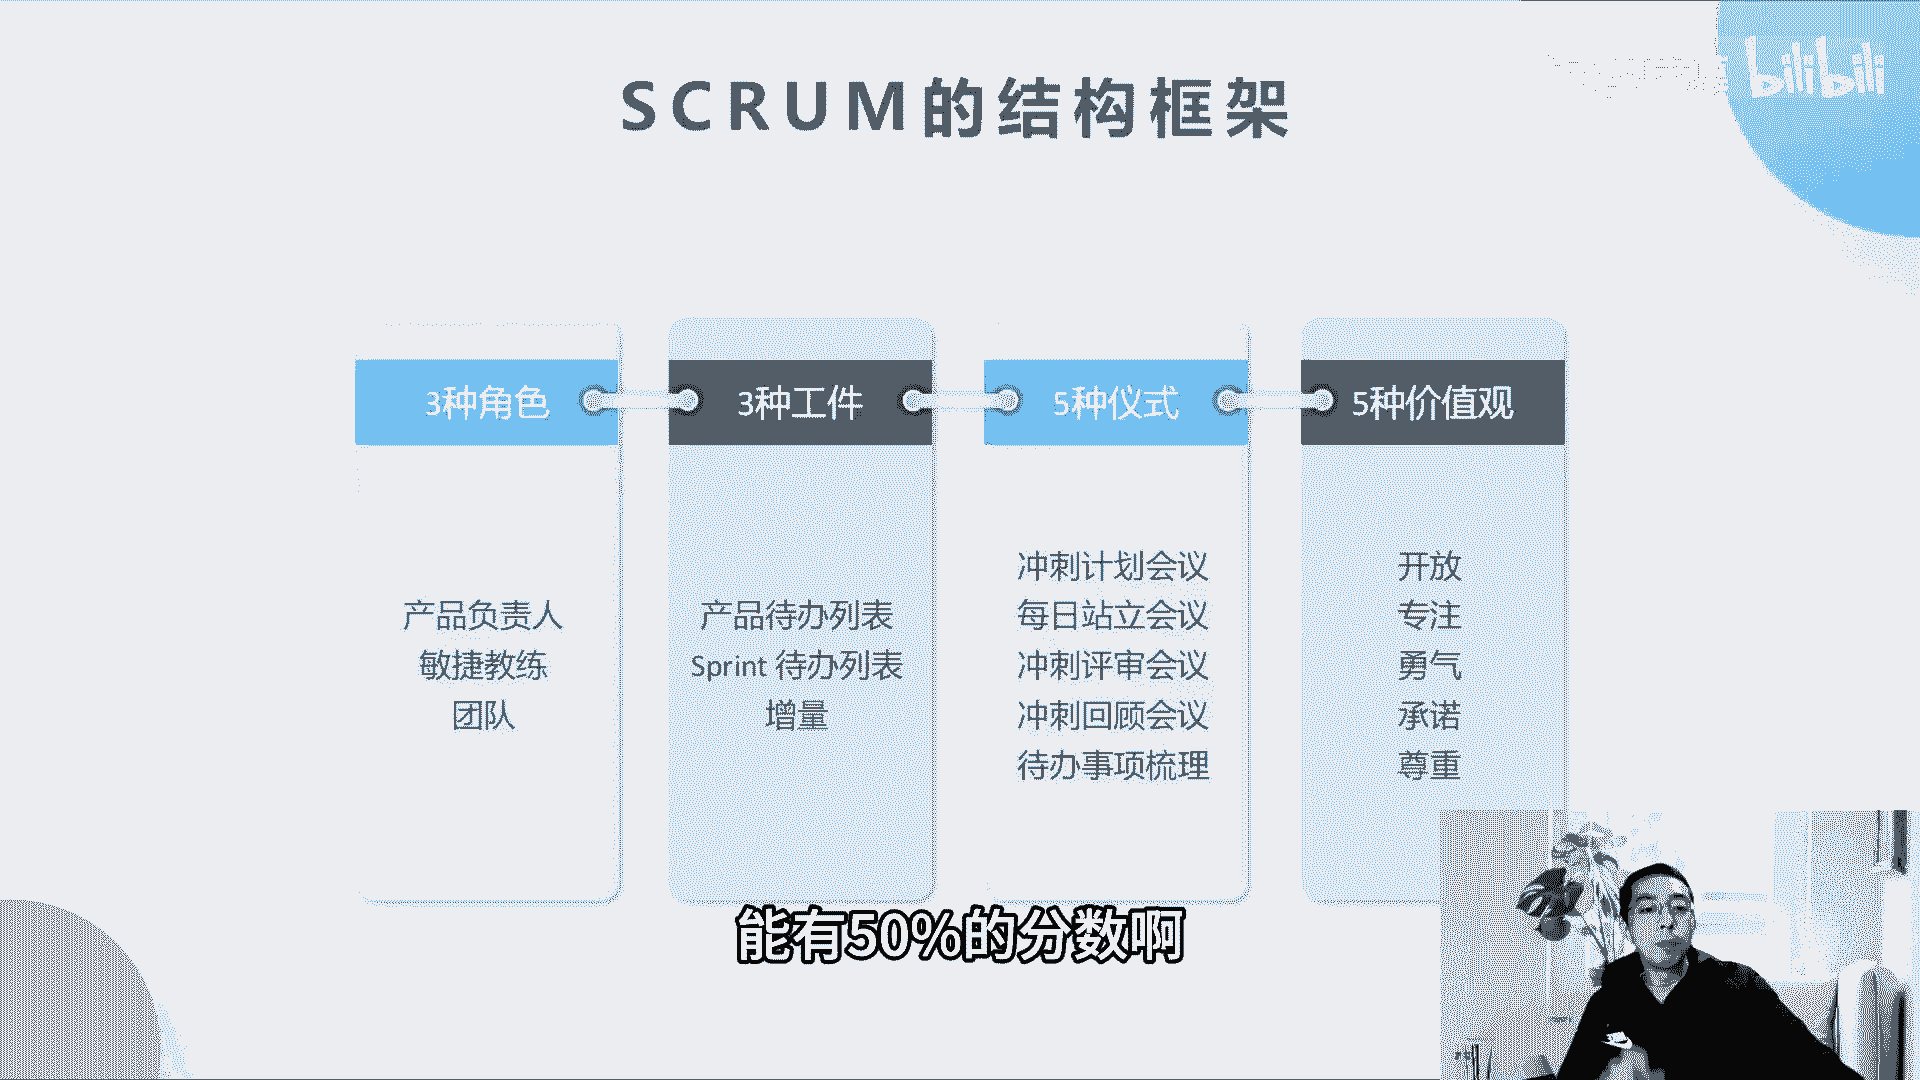 SCRUM的结构框架
bilibili
3种角色
产品负责人
敏捷教练
团队
3种工件
产品待办列表
Sprint 待办列表
增量
5种仪式
冲刺计划会议
每日站立会议
冲刺评审会议
冲刺回顾会议
待办事项梳理
5种价值观
开放
专注
勇气
承诺
尊重
能有50%的分数啊